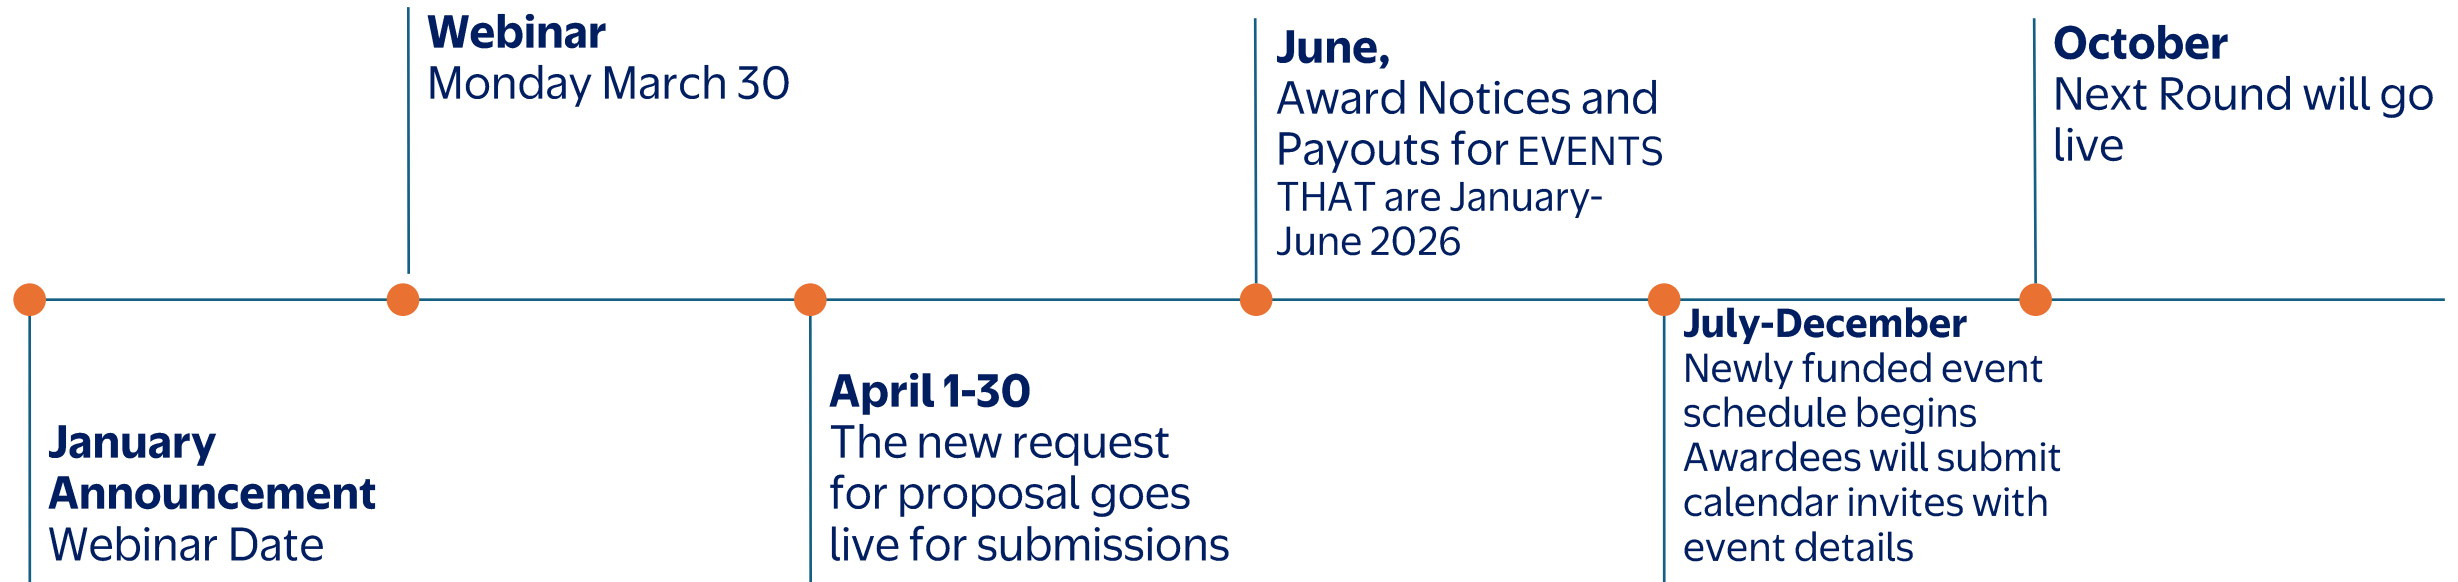 January
Announcement
Webinar Date
Webinar
Monday March 30
April 1-30
The new request
for proposal goes
live for submissions
June,
Award Notices and
Payouts for EVENTS
THAT are January-
June 2026
July-December
Newly funded event
schedule begins
Awardees will submit
calendar invites with
event details
October
Next Round will go
live